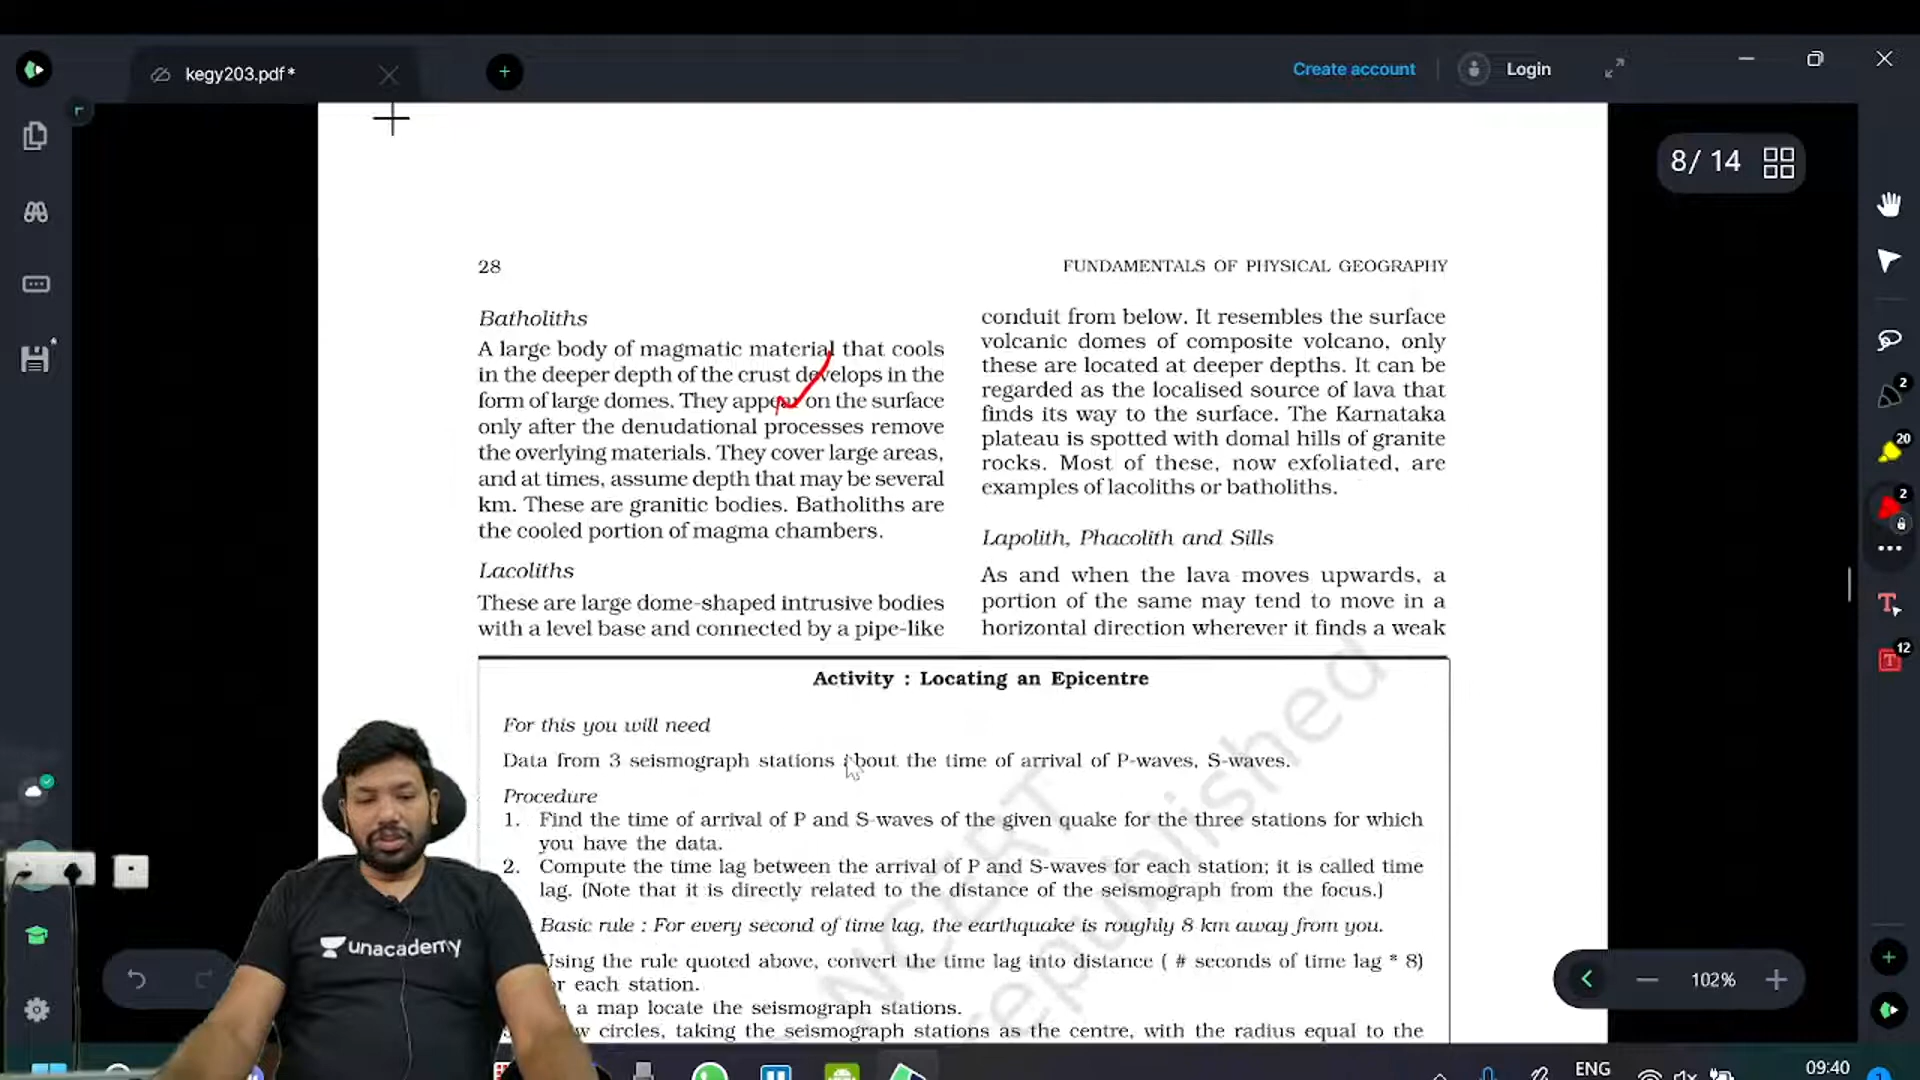 kegy203.pdf*
Create account
Login
8/ 14
28
FUNDAMENTALS OF PHYSICAL GEOGRAPHY
Batholiths
A large body of magmatic material that cools
in the deeper depth of the crust develops in the
form of large domes. They appear on the surface
only after the denudational processes remove
the overlying materials. They cover large areas,
and at times, assume depth that may be several
km. These are granitic bodies. Batholiths are
the cooled portion of magma chambers.
Lacoliths
These are large dome-shaped intrusive bodies
with a level base and connected by a pipe-like
conduit from below. It resembles the surface
volcanic domes of composite volcano, only
these are located at deeper depths. It can be
regarded as the localised source of lava that
finds its way to the surface. The Karnataka
plateau is spotted with domal hills of granite
rocks. Most of these, now exfoliated, are
examples of lacoliths or batholiths.
Lapolith, Phacolith and Sills
As and when the lava moves upwards, a
portion of the same may tend to move in a
horizontal direction wherever it finds a weak
Activity : Locating an Epicentre
For this you will need
Data from 3 seismograph stations about the time of arrival of P-waves, S-waves.
Procedure
1. Find the time of arrival of P and S-waves of the given quake for the three stations for which
you have the data.
2. Compute the time lag between the arrival of P and S-waves for each station; it is called time
lag. (Note that it is directly related to the distance of the seismograph from the focus.)
Basic rule : For every second of time lag, the earthquake is roughly 8 km away from you.
Using the rule quoted above, convert the time lag into distance ( # seconds of time lag * 8)
each station.
a map locate the seismograph stations.
circles, taking the seismograph stations as the centre, with the radius equal to the
NCERT
republished
unacademy
2
20
2
12
102%
ENG
09:40